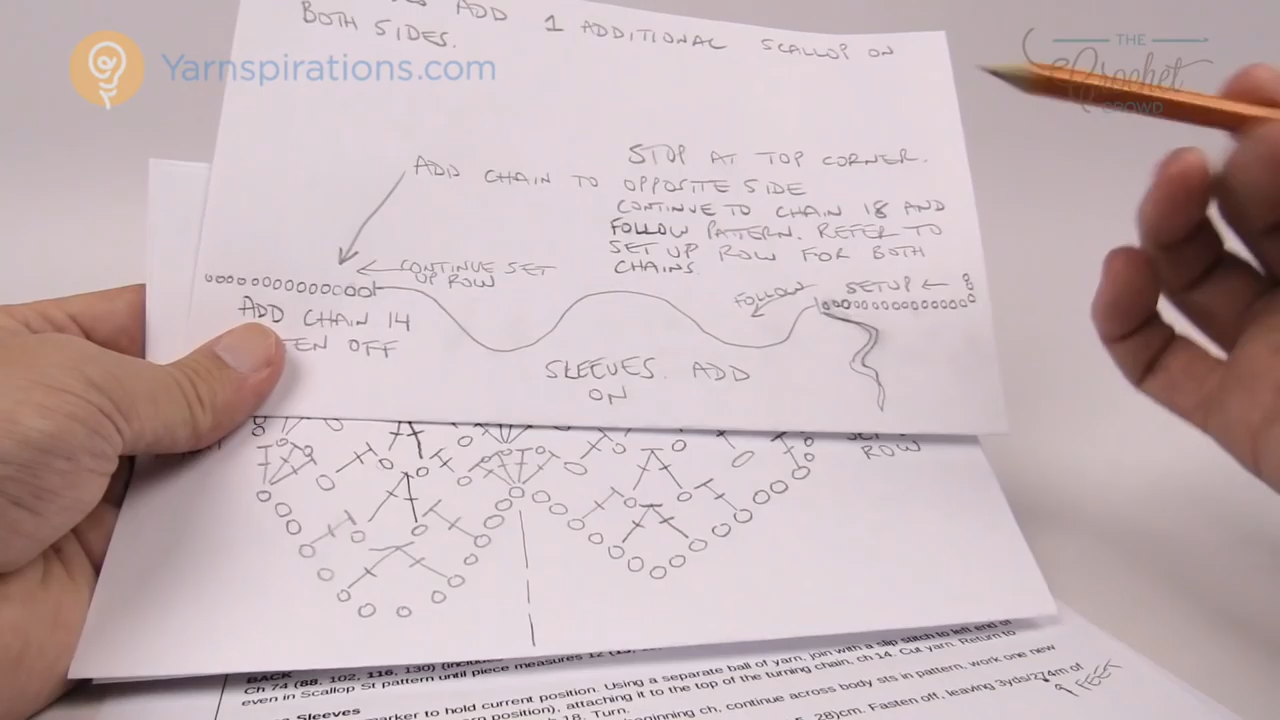 ADD 1 ADDITIONAL SCALLOP ON
BOTH SIDES.
Yarnspirations.com
THE
Crochet
CROWD
STOP AT TOP CORNER.
ADD CHAIN TO OPPOSITE SIDE
CONTINUE TO CHAIN 18 AND
FOLLOW PATTERN. REFER TO
SET UP ROW FOR BOTH
CHAINS.
CONTINUE SET
UP ROW
FOLLOW
SETUP
ADD CHAIN 14
OFF
SLEEVES. ADD
ON
ROW
BACK
Ch 74 (88, 102, 116, 130)
even in Scallop St pattern until piece measures 12
Sleeves
marker to hold current position. Using a separate ball of yarn, join with a slip stitch to left end of
position), attaching it to the top of the turning chain, ch 14. Cut yarn. Return to
ch 18. Turn.
beginning ch, continue across body sts in pattern, work one new
28)cm. Fasten off, leaving 3yds/274m of
9 FEET